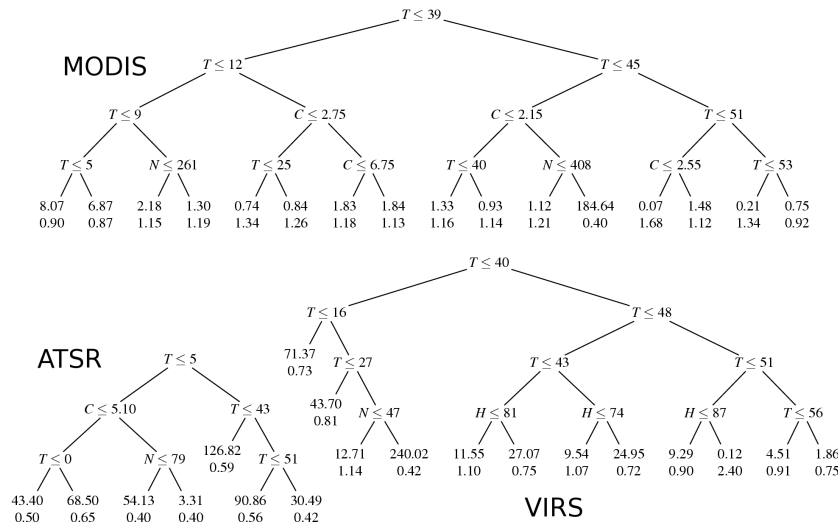 T ≤ 39
MODIS
T ≤ 12 T ≤ 45
T ≤ 9 C ≤ 2.75 C ≤ 2.15 T ≤ 51
T ≤ 5 N ≤ 261 T ≤ 25 C ≤ 6.75 T ≤ 40 N ≤ 408 C ≤ 2.55 T ≤ 53
8.07 6.87 2.18 1.30 0.74 0.84 1.83 1.84 1.33 0.93 1.12 184.64 0.07 1.48 0.21 0.75
0.90 0.87 1.15 1.19 1.34 1.26 1.18 1.13 1.16 1.14 1.21 0.40 1.68 1.12 1.34 0.92
T ≤ 40
T ≤ 16 T ≤ 48
71.37 T ≤ 27 T ≤ 43 T ≤ 51
0.73
43.70 N ≤ 47 H ≤ 81 H ≤ 74 H ≤ 87 T ≤ 56
0.81
12.71 240.02 11.55 27.07 9.54 24.95 9.29 0.12 4.51 1.86
1.14 0.42 1.10 0.75 1.07 0.72 0.90 2.40 0.91 0.75
VIRS
ATSR
T ≤ 5
C ≤ 5.10 T ≤ 43
126.82
0.59
T ≤ 0 N ≤ 79 T ≤ 51
43.40 68.50 54.13 3.31 90.86 30.49
0.50 0.65 0.40 0.40 0.56 0.42